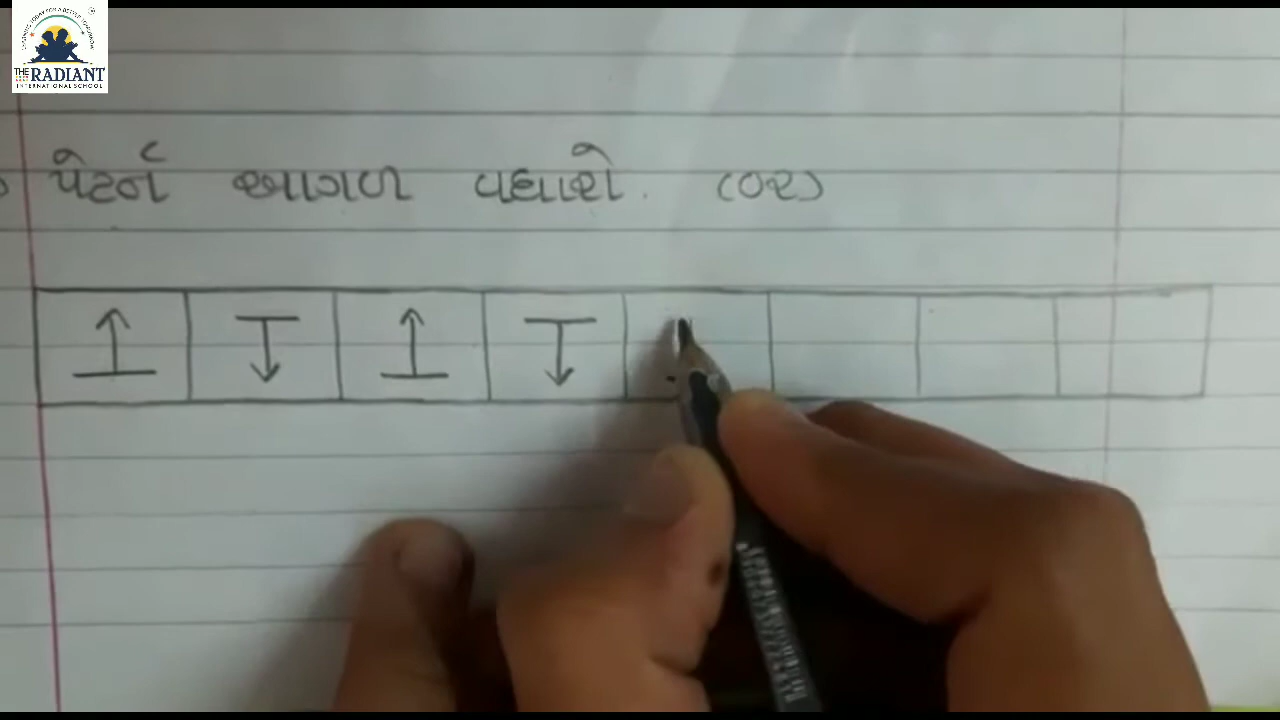 THE RADIANT
INTERNATIONAL SCHOOL
પેટર્ન આગળ વધારો. (૦૨)